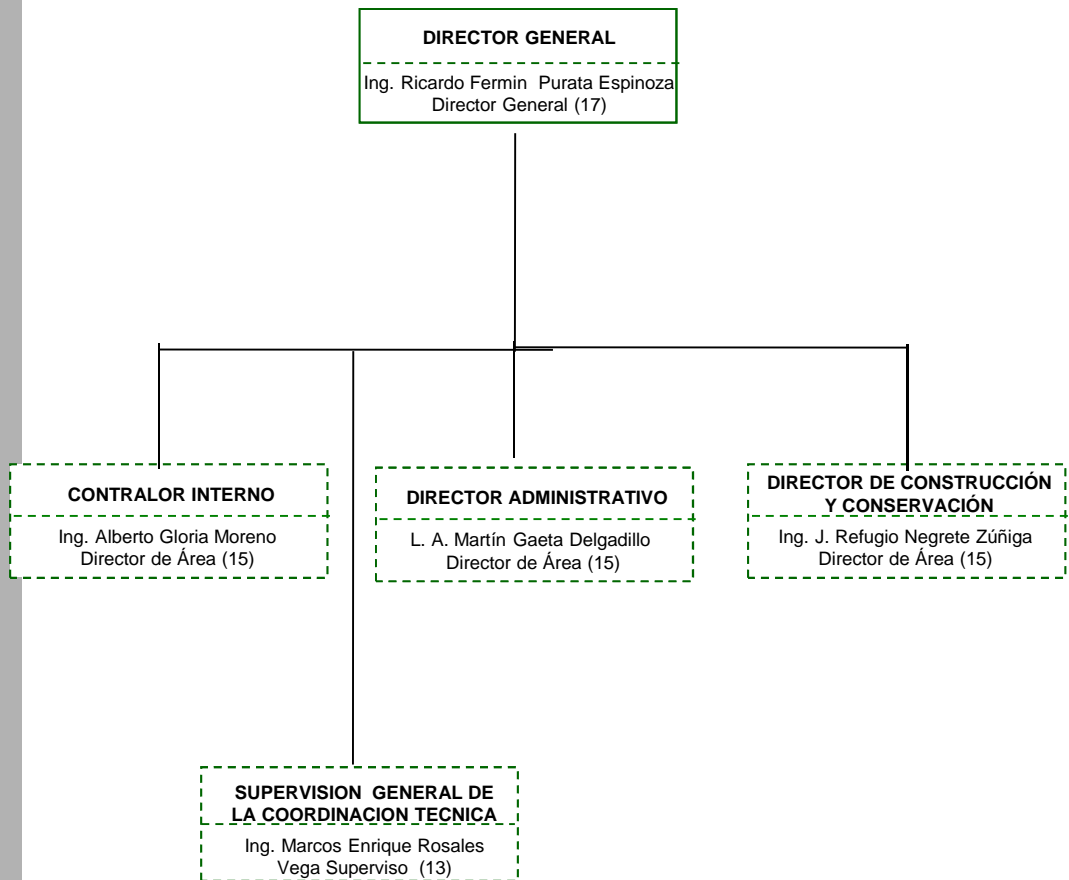 DIRECTOR GENERAL
Ing. Ricardo Fermin Purata Espinoza
Director General (17)
CONTRALOR INTERNO
Ing. Alberto Gloria Moreno
Director de Área (15)
DIRECTOR ADMINISTRATIVO
L. A. Martín Gaeta Delgadillo
Director de Área (15)
DIRECTOR DE CONSTRUCCIÓN
Y CONSERVACIÓN
Ing. J. Refugio Negrete Zúñiga
Director de Área (15)
SUPERVISION GENERAL DE
LA COORDINACION TECNICA
Ing. Marcos Enrique Rosales
Vega Superviso (13)